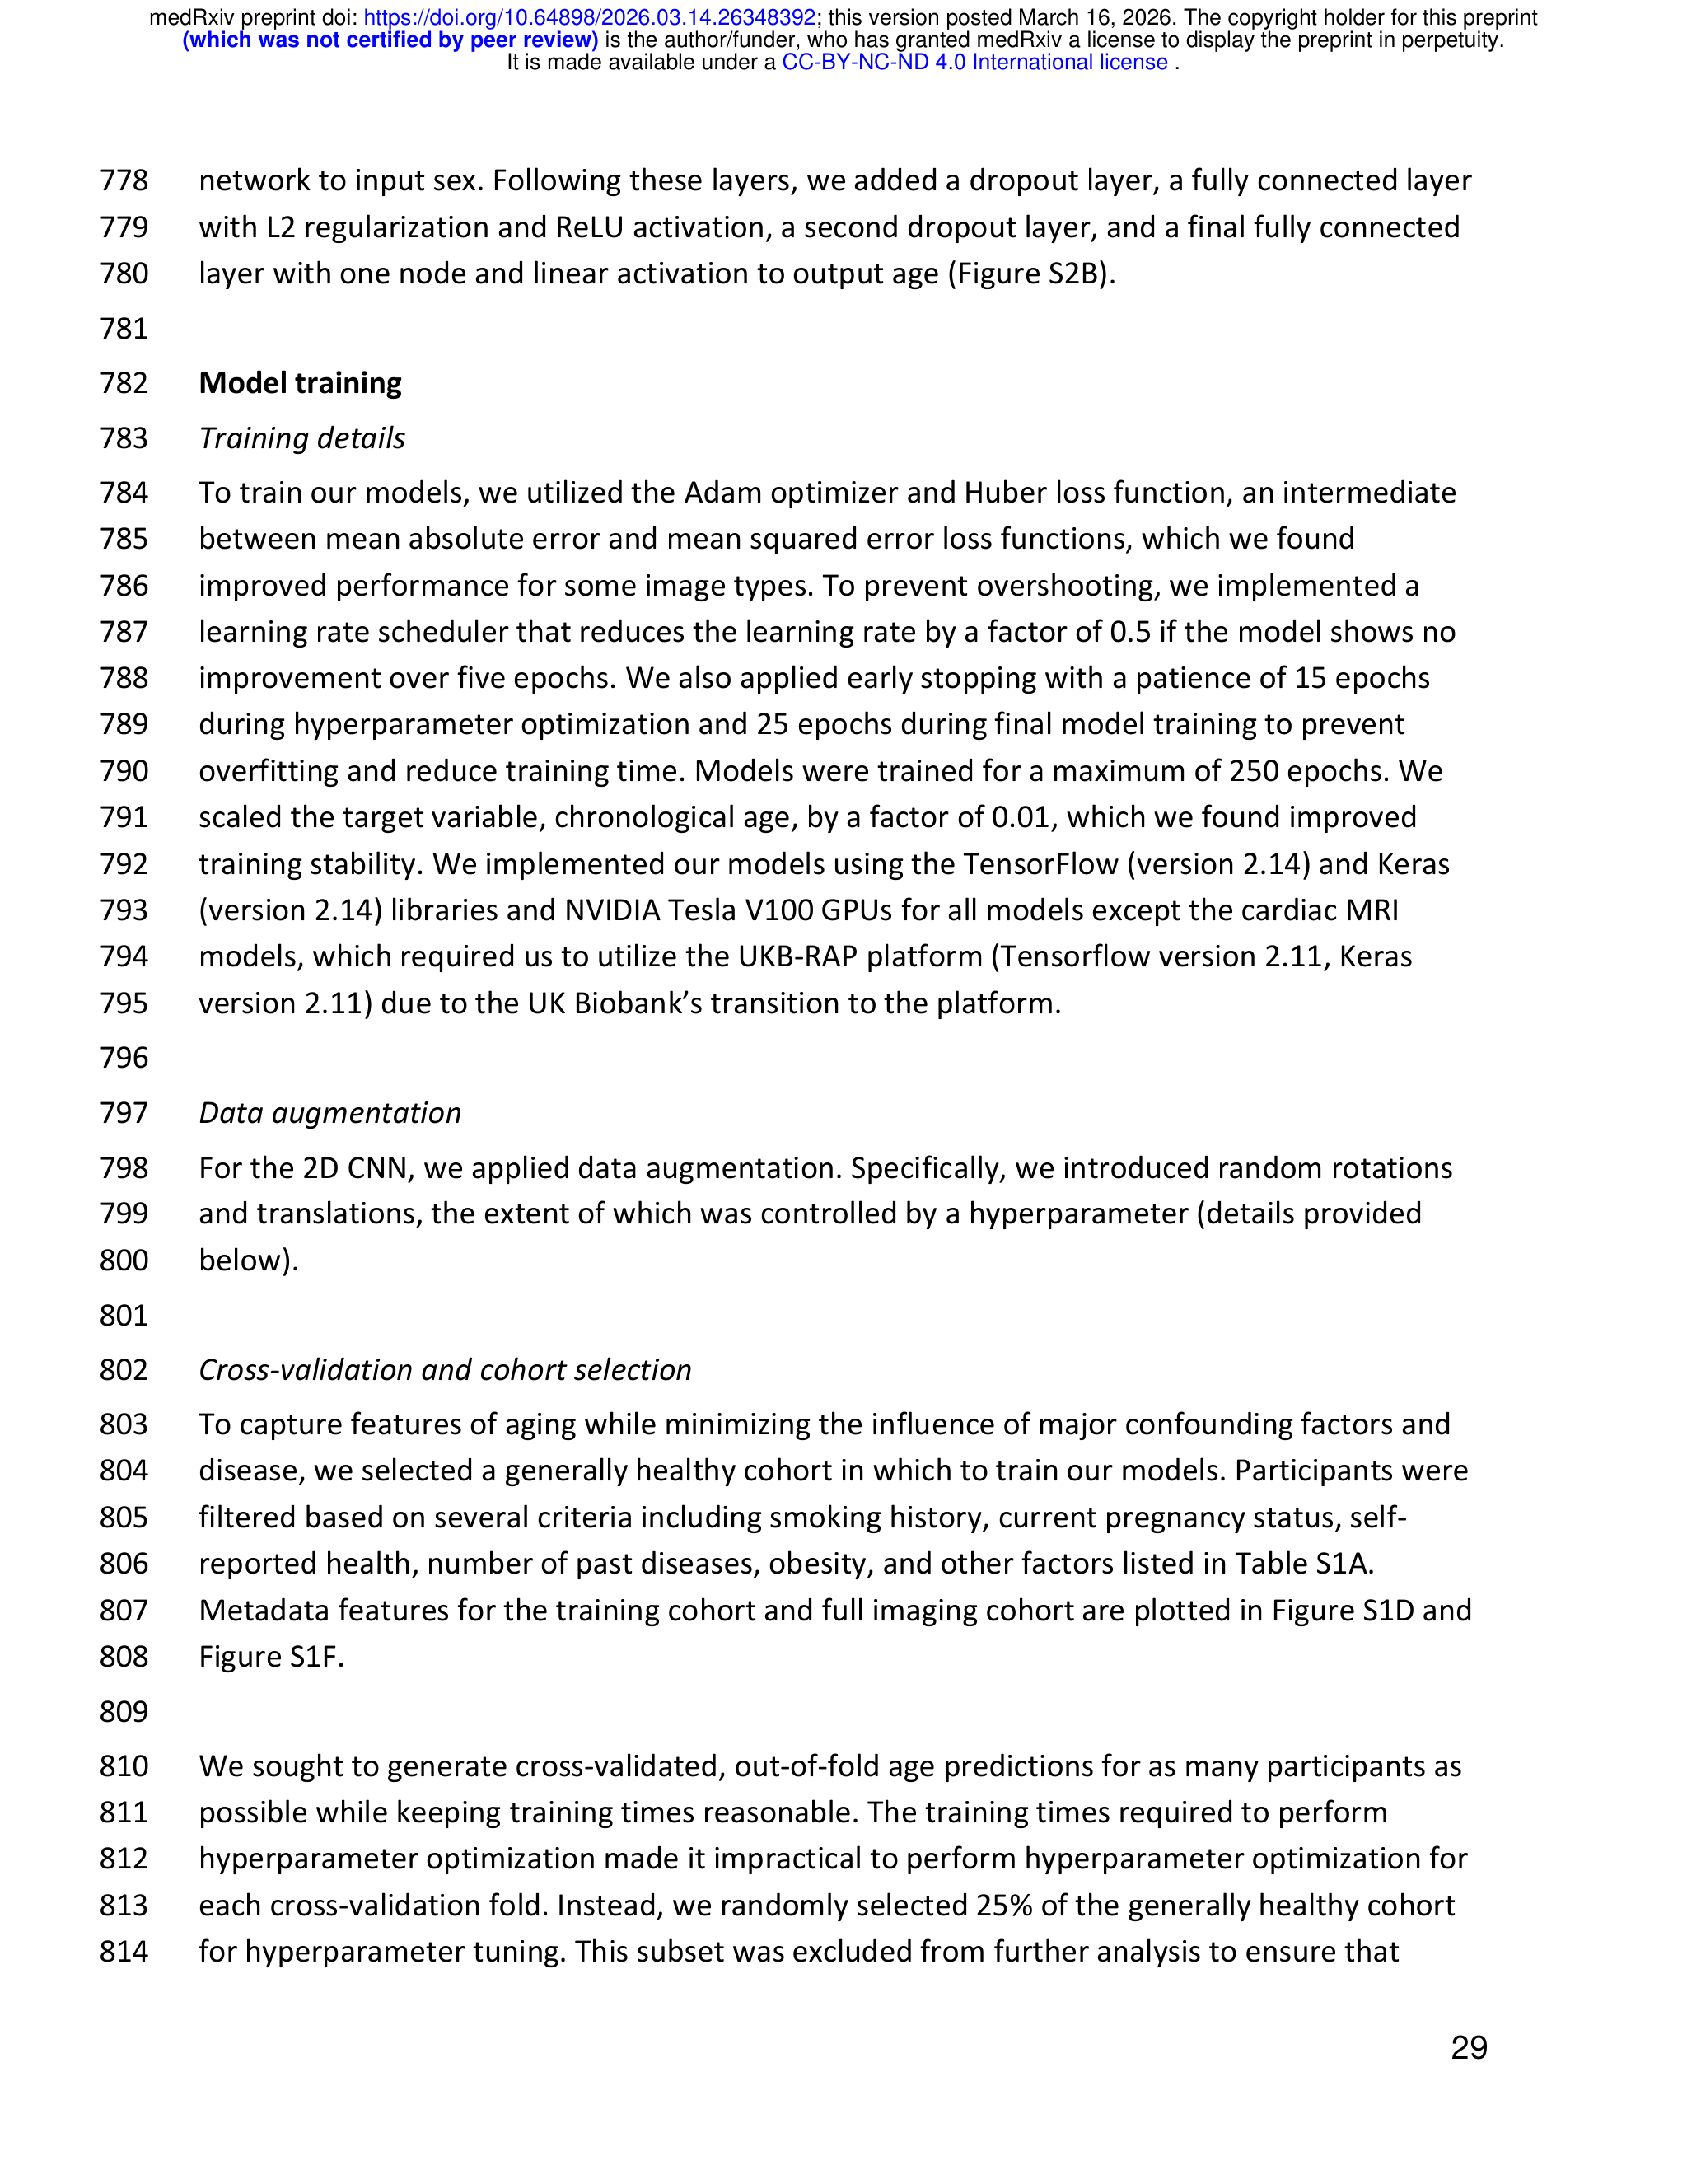 medRxiv preprint doi: https://doi.org/10.64898/2026.03.14.26348392; this version posted March 16, 2026. The copyright holder for this preprint
(which was not certified by peer review) is the author/funder, who has granted medRxiv a license to display the preprint in perpetuity.
It is made available under a CC-BY-NC-ND 4.0 International license .
778 network to input sex. Following these layers, we added a dropout layer, a fully connected layer
779 with L2 regularization and ReLU activation, a second dropout layer, and a final fully connected
780 layer with one node and linear activation to output age (Figure S2B).
781
782 Model training
783 Training details
784 To train our models, we utilized the Adam optimizer and Huber loss function, an intermediate
785 between mean absolute error and mean squared error loss functions, which we found
786 improved performance for some image types. To prevent overshooting, we implemented a
787 learning rate scheduler that reduces the learning rate by a factor of 0.5 if the model shows no
788 improvement over five epochs. We also applied early stopping with a patience of 15 epochs
789 during hyperparameter optimization and 25 epochs during final model training to prevent
790 overfitting and reduce training time. Models were trained for a maximum of 250 epochs. We
791 scaled the target variable, chronological age, by a factor of 0.01, which we found improved
792 training stability. We implemented our models using the TensorFlow (version 2.14) and Keras
793 (version 2.14) libraries and NVIDIA Tesla V100 GPUs for all models except the cardiac MRI
794 models, which required us to utilize the UKB-RAP platform (Tensorflow version 2.11, Keras
795 version 2.11) due to the UK Biobank’s transition to the platform.
796
797 Data augmentation
798 For the 2D CNN, we applied data augmentation. Specifically, we introduced random rotations
799 and translations, the extent of which was controlled by a hyperparameter (details provided
800 below).
801
802 Cross-validation and cohort selection
803 To capture features of aging while minimizing the influence of major confounding factors and
804 disease, we selected a generally healthy cohort in which to train our models. Participants were
805 filtered based on several criteria including smoking history, current pregnancy status, self-
806 reported health, number of past diseases, obesity, and other factors listed in Table S1A.
807 Metadata features for the training cohort and full imaging cohort are plotted in Figure S1D and
808 Figure S1F.
809
810 We sought to generate cross-validated, out-of-fold age predictions for as many participants as
811 possible while keeping training times reasonable. The training times required to perform
812 hyperparameter optimization made it impractical to perform hyperparameter optimization for
813 each cross-validation fold. Instead, we randomly selected 25% of the generally healthy cohort
814 for hyperparameter tuning. This subset was excluded from further analysis to ensure that
29